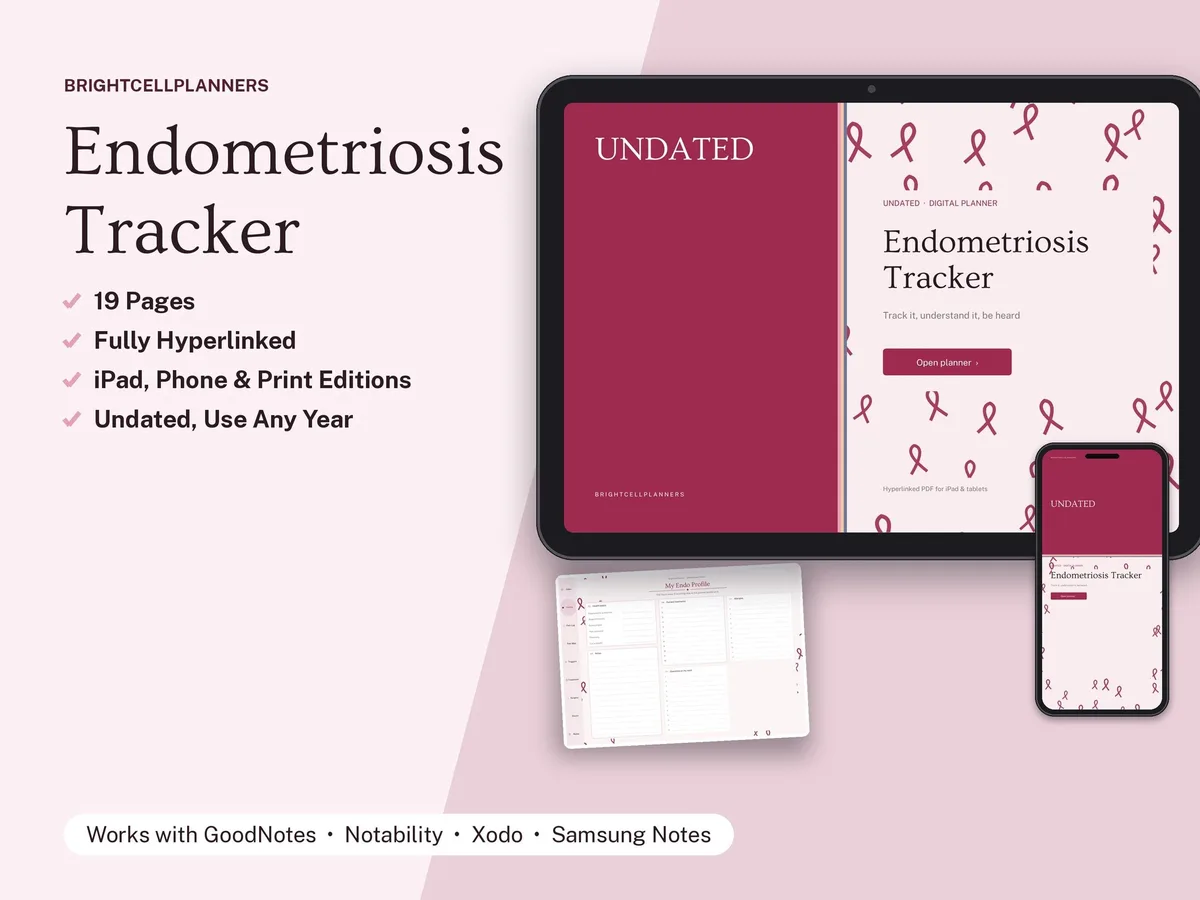 BRIGHTCELLPLANNERS
Endometriosis
Tracker
19 Pages
Fully Hyperlinked
iPad, Phone & Print Editions
Undated, Use Any Year
UNDATED
BRIGHTCELLPLANNERS
UNDATED · DIGITAL PLANNER
Endometriosis
Tracker
Track it, understand it, be heard
Open planner ›
Hyperlinked PDF for iPad & tablets
UNDATED
Endometriosis Tracker
My Endo Profile
Works with GoodNotes • Notability • Xodo • Samsung Notes